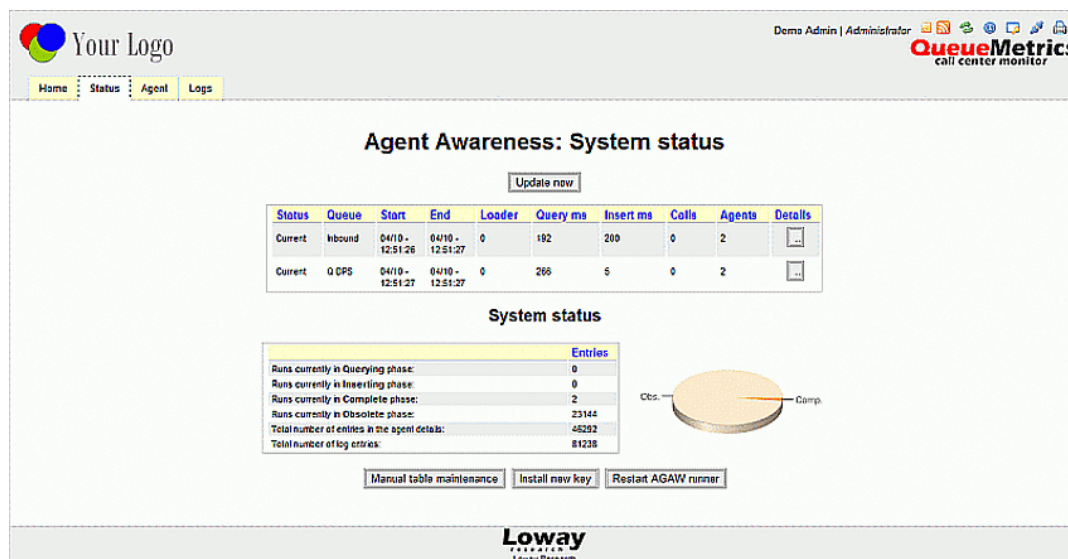 Your Logo
Demo Admin | Administrator
QueueMetrics
call center monitor
Home Status Agent Logs
Agent Awareness: System status
Update now
Status Queue Start End Loader Query ms Insert ms Calls Agents Details
Current Inbound 04/10 - 12:51:26 04/10 - 12:51:27 0 192 200 0 2 ...
Current Q DPS 04/10 - 12:51:27 04/10 - 12:51:27 0 266 5 0 2 ...
System status
Entries
Runs currently in Querying phase: 0
Runs currently in Inserting phase: 0
Runs currently in Complete phase: 2
Runs currently in Obsolete phase: 23144
Total number of entries in the agent details: 46292
Total number of log entries: 81238
Obs. Comp.
Manual table maintenance Install new key Restart AGAW runner
Loway
research
Loway Research